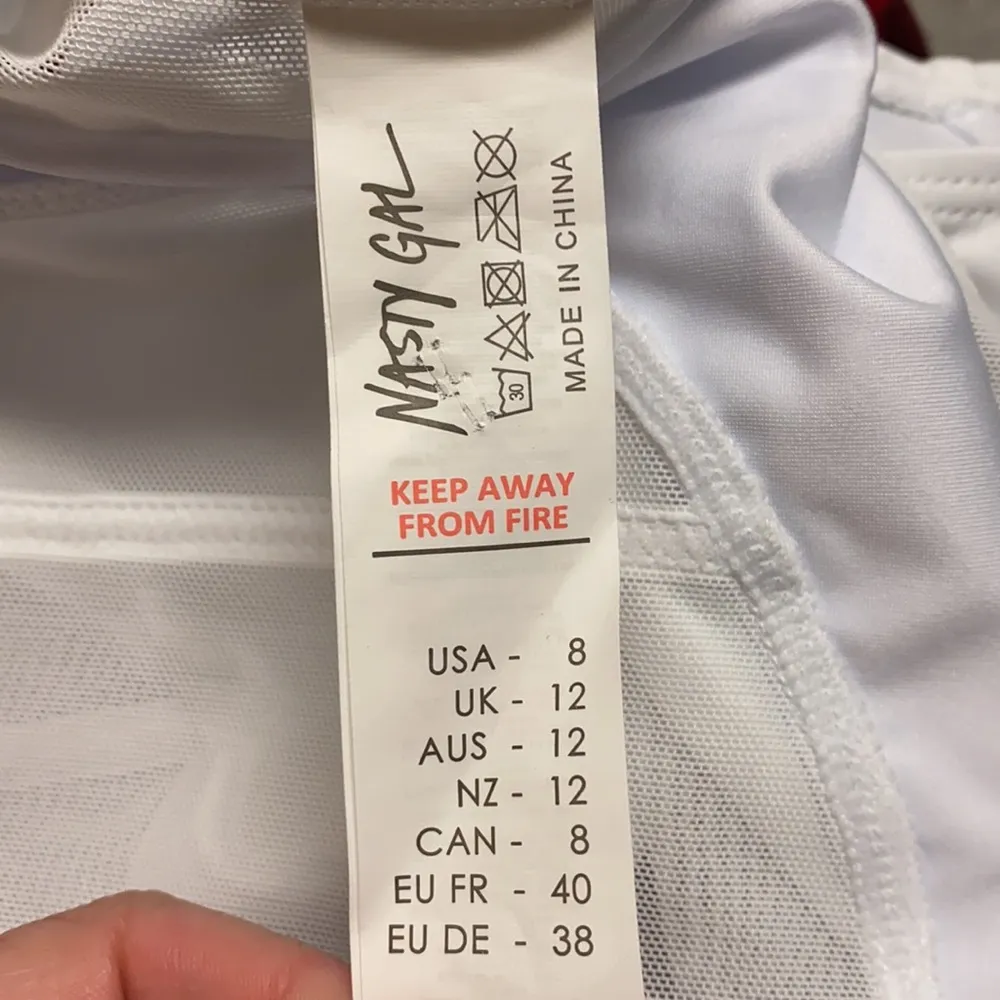 NASTY GAL
30
MADE IN CHINA
KEEP AWAY
FROM FIRE
USA - 8
UK - 12
AUS - 12
NZ - 12
CAN - 8
EU FR - 40
EU DE - 38